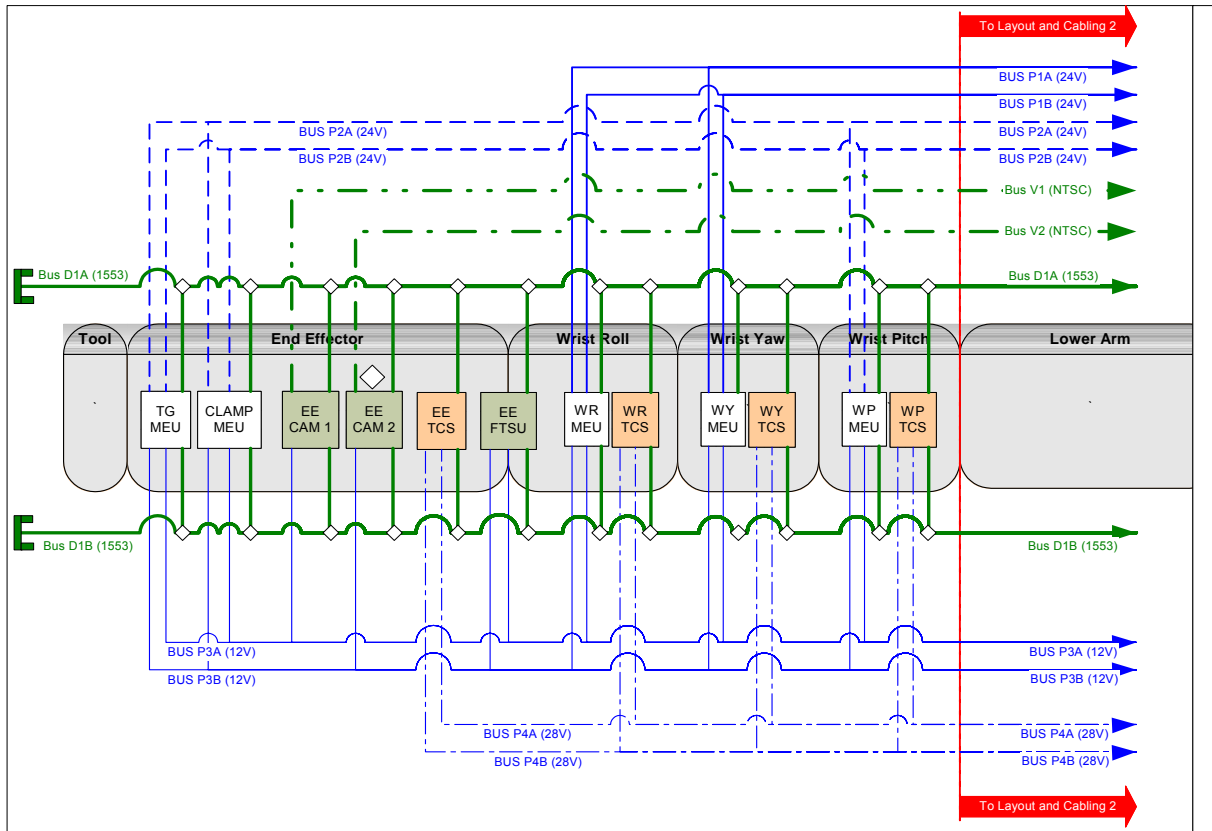 To Layout and Cabling 2
BUS P1A (24V)
BUS P1B (24V)
BUS P2A (24V)
BUS P2A (24V)
BUS P2B (24V)
BUS P2B (24V)
Bus V1 (NTSC)
Bus V2 (NTSC)
Bus D1A (1553)
Bus D1A (1553)
Tool
End Effector
Wrist Roll
Wrist Yaw
Wrist Pitch
Lower Arm
TG
MEU
CLAMP
MEU
EE
CAM 1
EE
CAM 2
EE
TCS
EE
FTSU
WR
MEU
WR
TCS
WY
MEU
WY
TCS
WP
MEU
WP
TCS
Bus D1B (1553)
Bus D1B (1553)
BUS P3A (12V)
BUS P3A (12V)
BUS P3B (12V)
BUS P3B (12V)
BUS P4A (28V)
BUS P4A (28V)
BUS P4B (28V)
BUS P4B (28V)
To Layout and Cabling 2